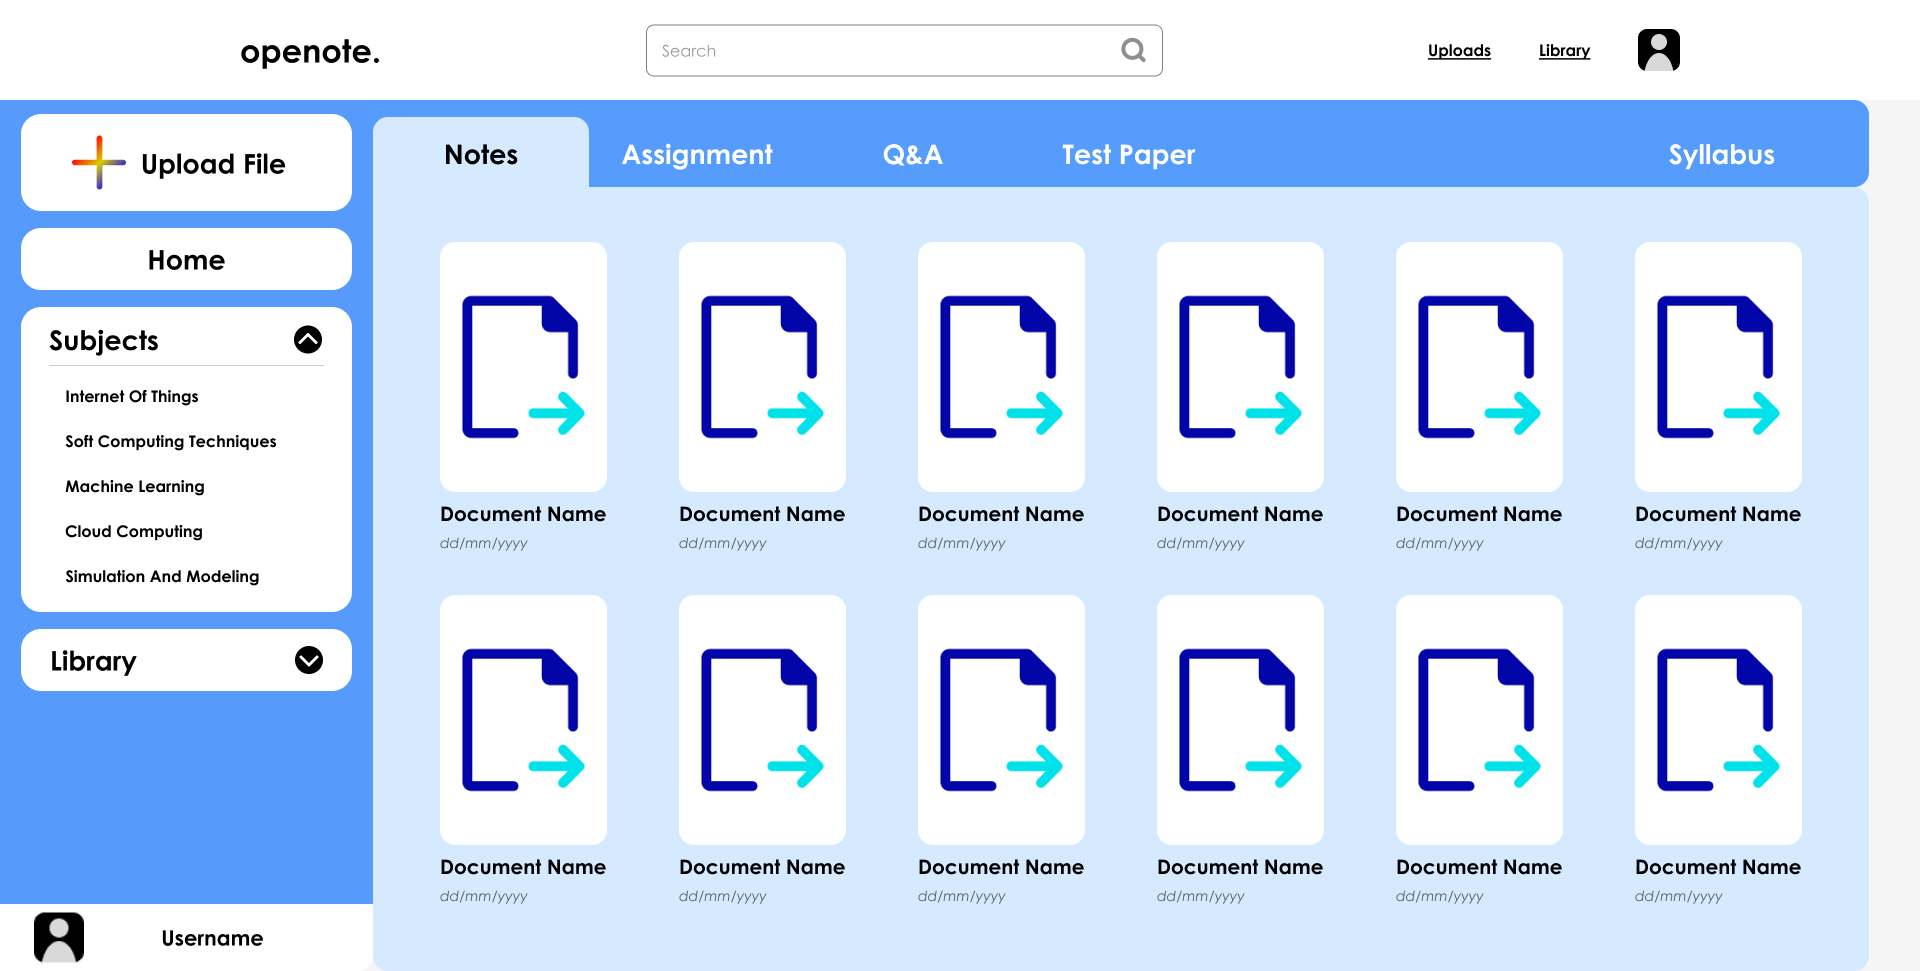 openote.
Search
Uploads
Library
Upload File
Home
Subjects
Internet Of Things
Soft Computing Techniques
Machine Learning
Cloud Computing
Simulation And Modeling
Library
Username
Notes
Assignment
Q&A
Test Paper
Syllabus
Document Name
dd/mm/yyyy
Document Name
dd/mm/yyyy
Document Name
dd/mm/yyyy
Document Name
dd/mm/yyyy
Document Name
dd/mm/yyyy
Document Name
dd/mm/yyyy
Document Name
dd/mm/yyyy
Document Name
dd/mm/yyyy
Document Name
dd/mm/yyyy
Document Name
dd/mm/yyyy
Document Name
dd/mm/yyyy
Document Name
dd/mm/yyyy